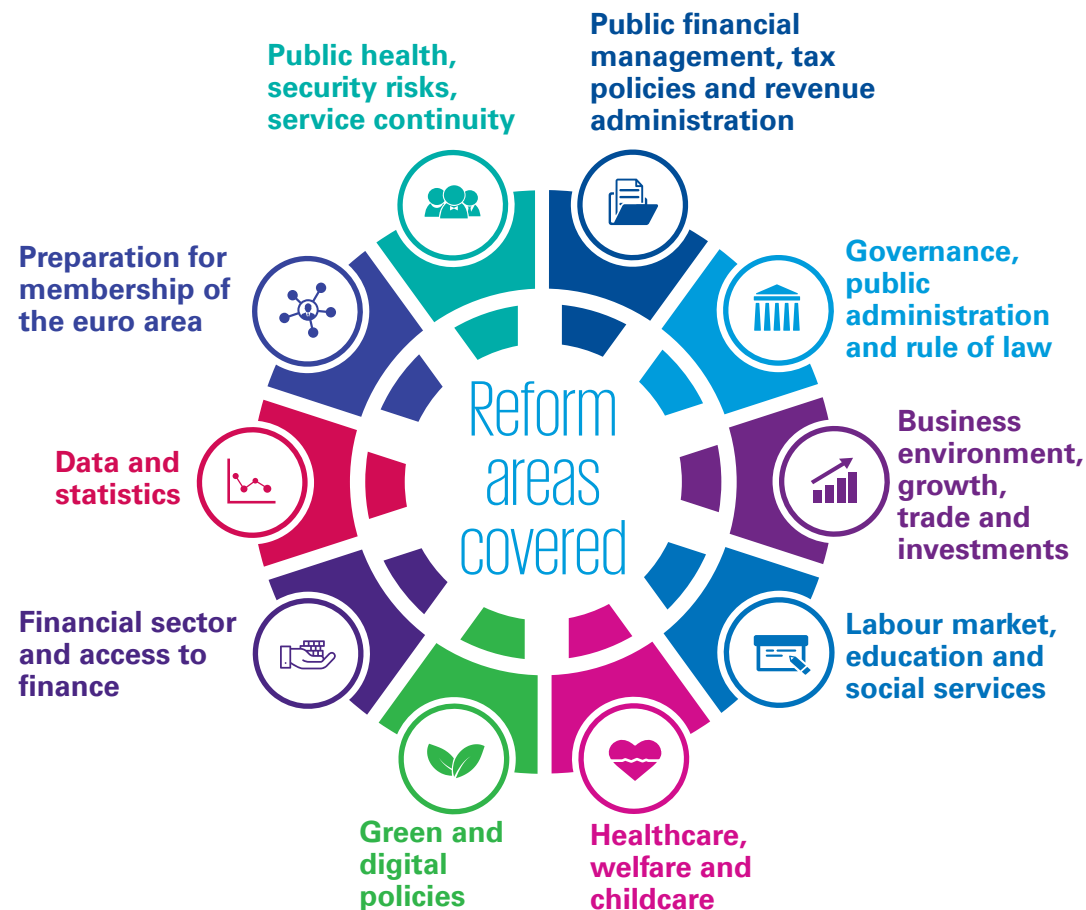 Public financial
management, tax
policies and revenue
administration
Public health,
security risks,
service continuity
Governance,
public
administration
and rule of law
Preparation for
membership of
the euro area
Reform
areas
covered
Business
environment,
growth,
trade and
investments
Data and
statistics
Labour market,
education and
social services
Financial sector
and access to
finance
Healthcare,
welfare and
childcare
Green and
digital
policies